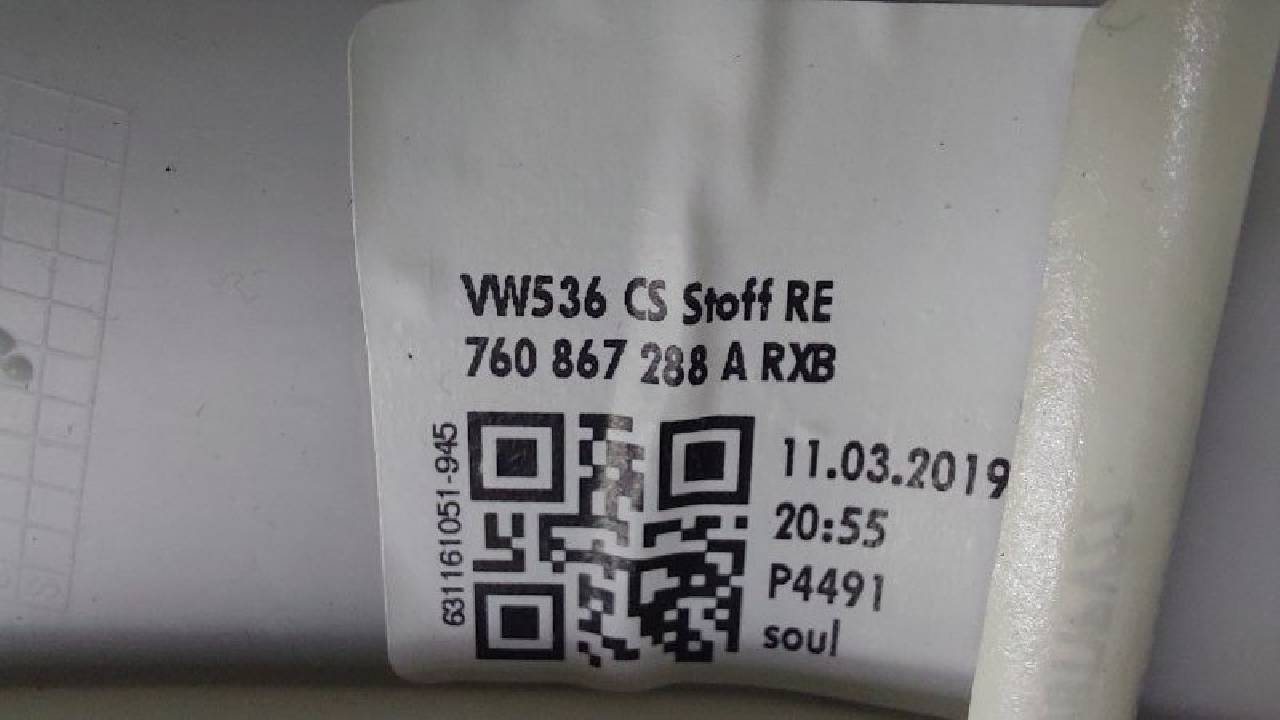 VW536 CS Stoff RE
760 867 288 A RXB
631161051-945
11.03.2019
20:55
P4491
soul